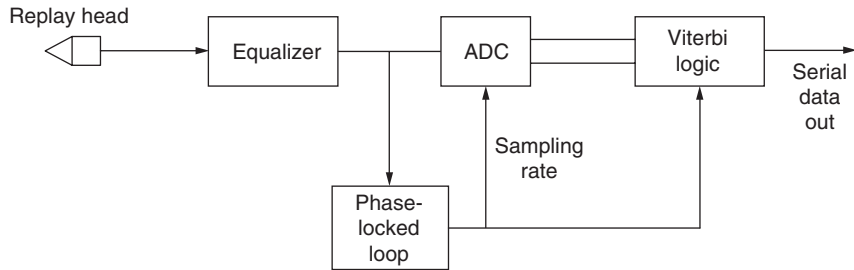 Replay head
Equalizer
ADC
Viterbi
logic
Serial
data
out
Sampling
rate
Phase-
locked
loop